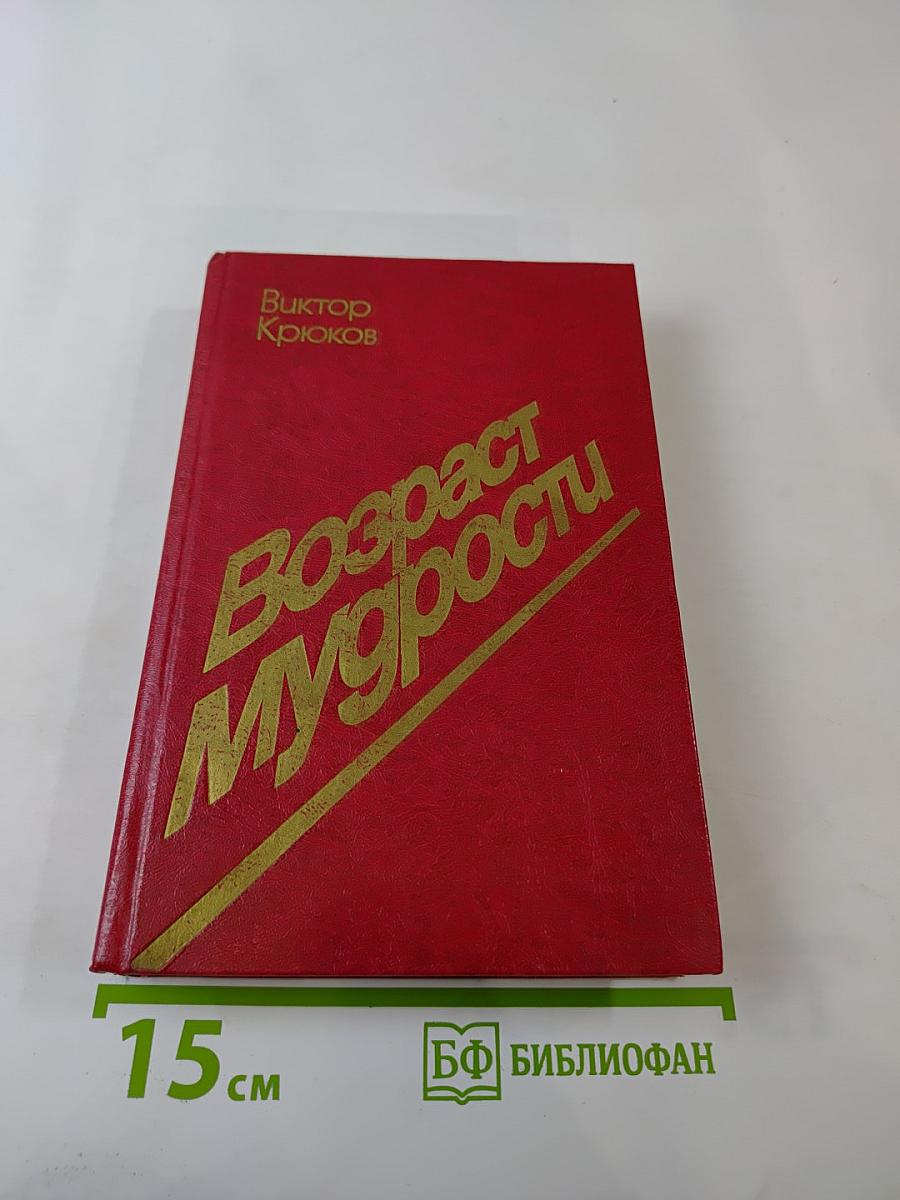 Виктор
Крюков
Возраст
мудрости
15 см
БФ БИБЛИОФАН